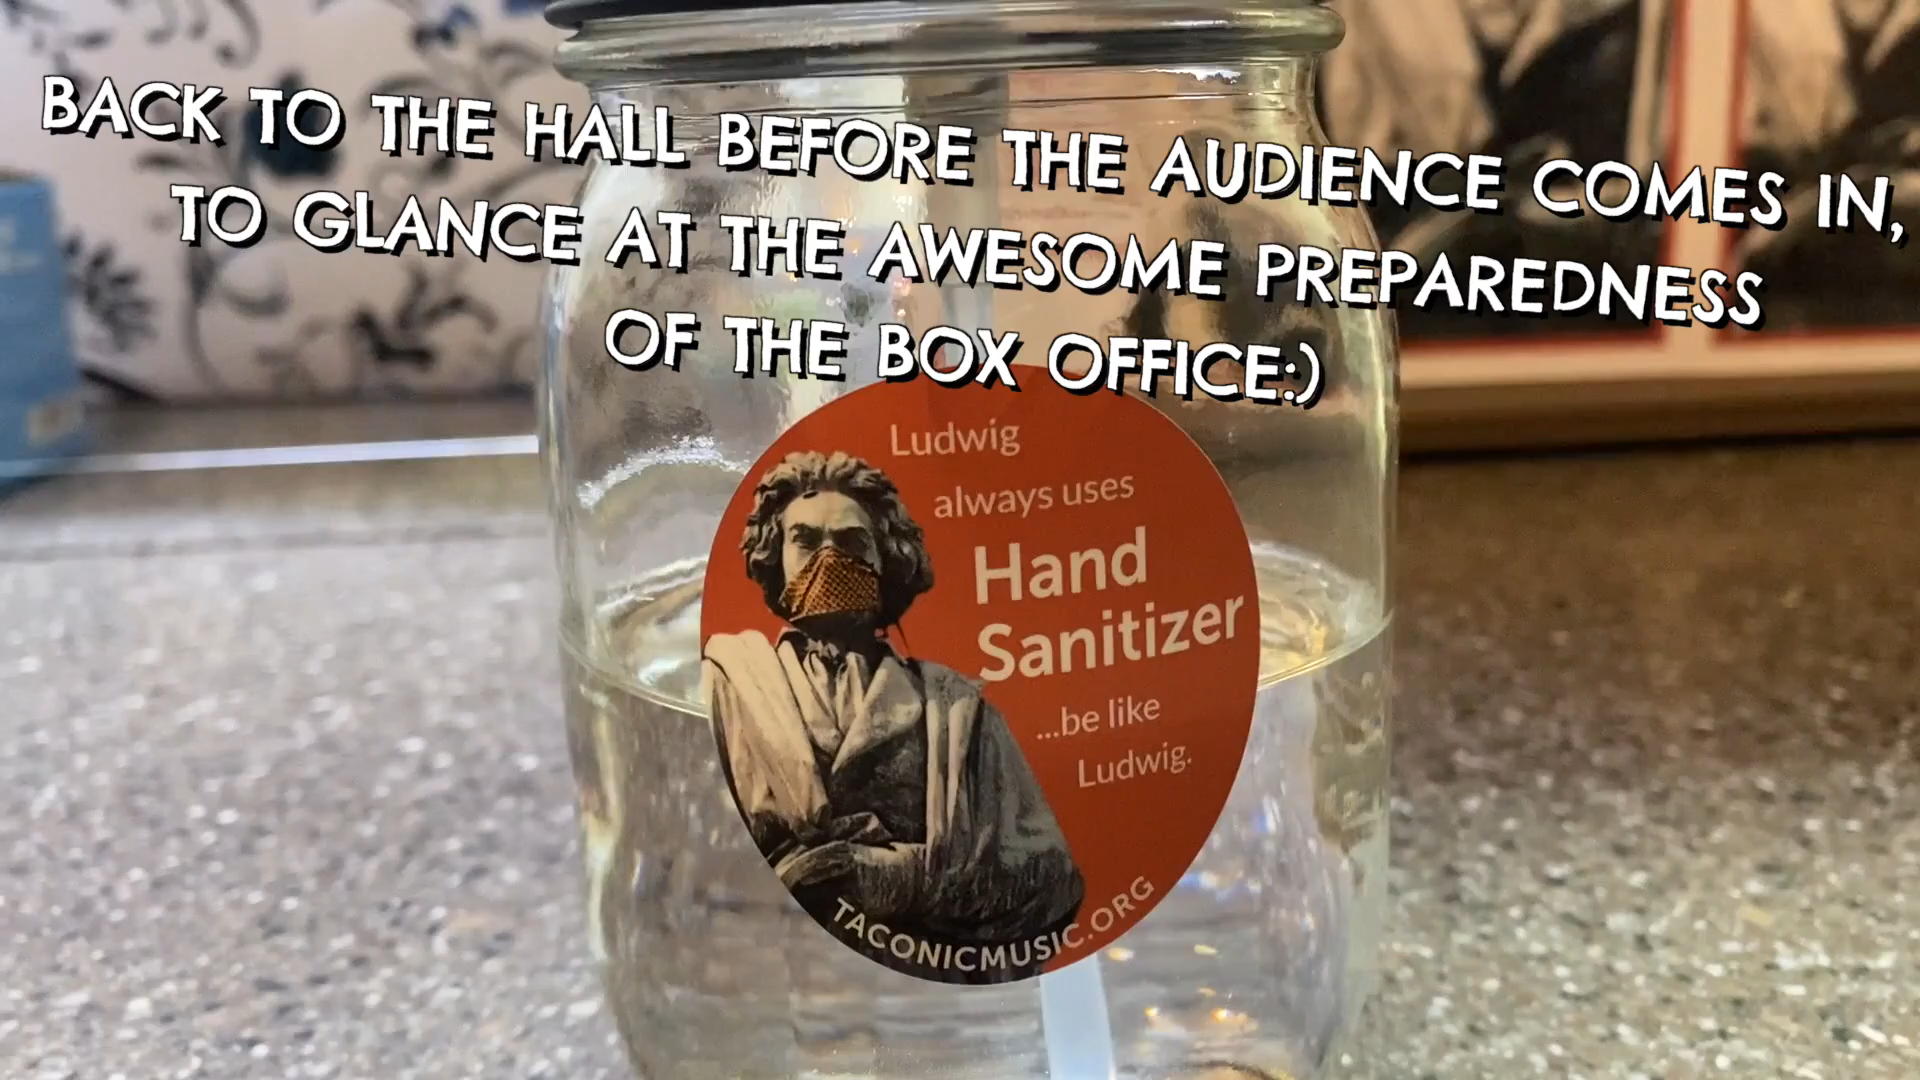 BACK TO THE HALL BEFORE THE AUDIENCE COMES IN,
TO GLANCE AT THE AWESOME PREPAREDNESS
OF THE BOX OFFICE:)
Ludwig
always uses
Hand
Sanitizer
...be like
Ludwig.
TACONICMUSIC.ORG